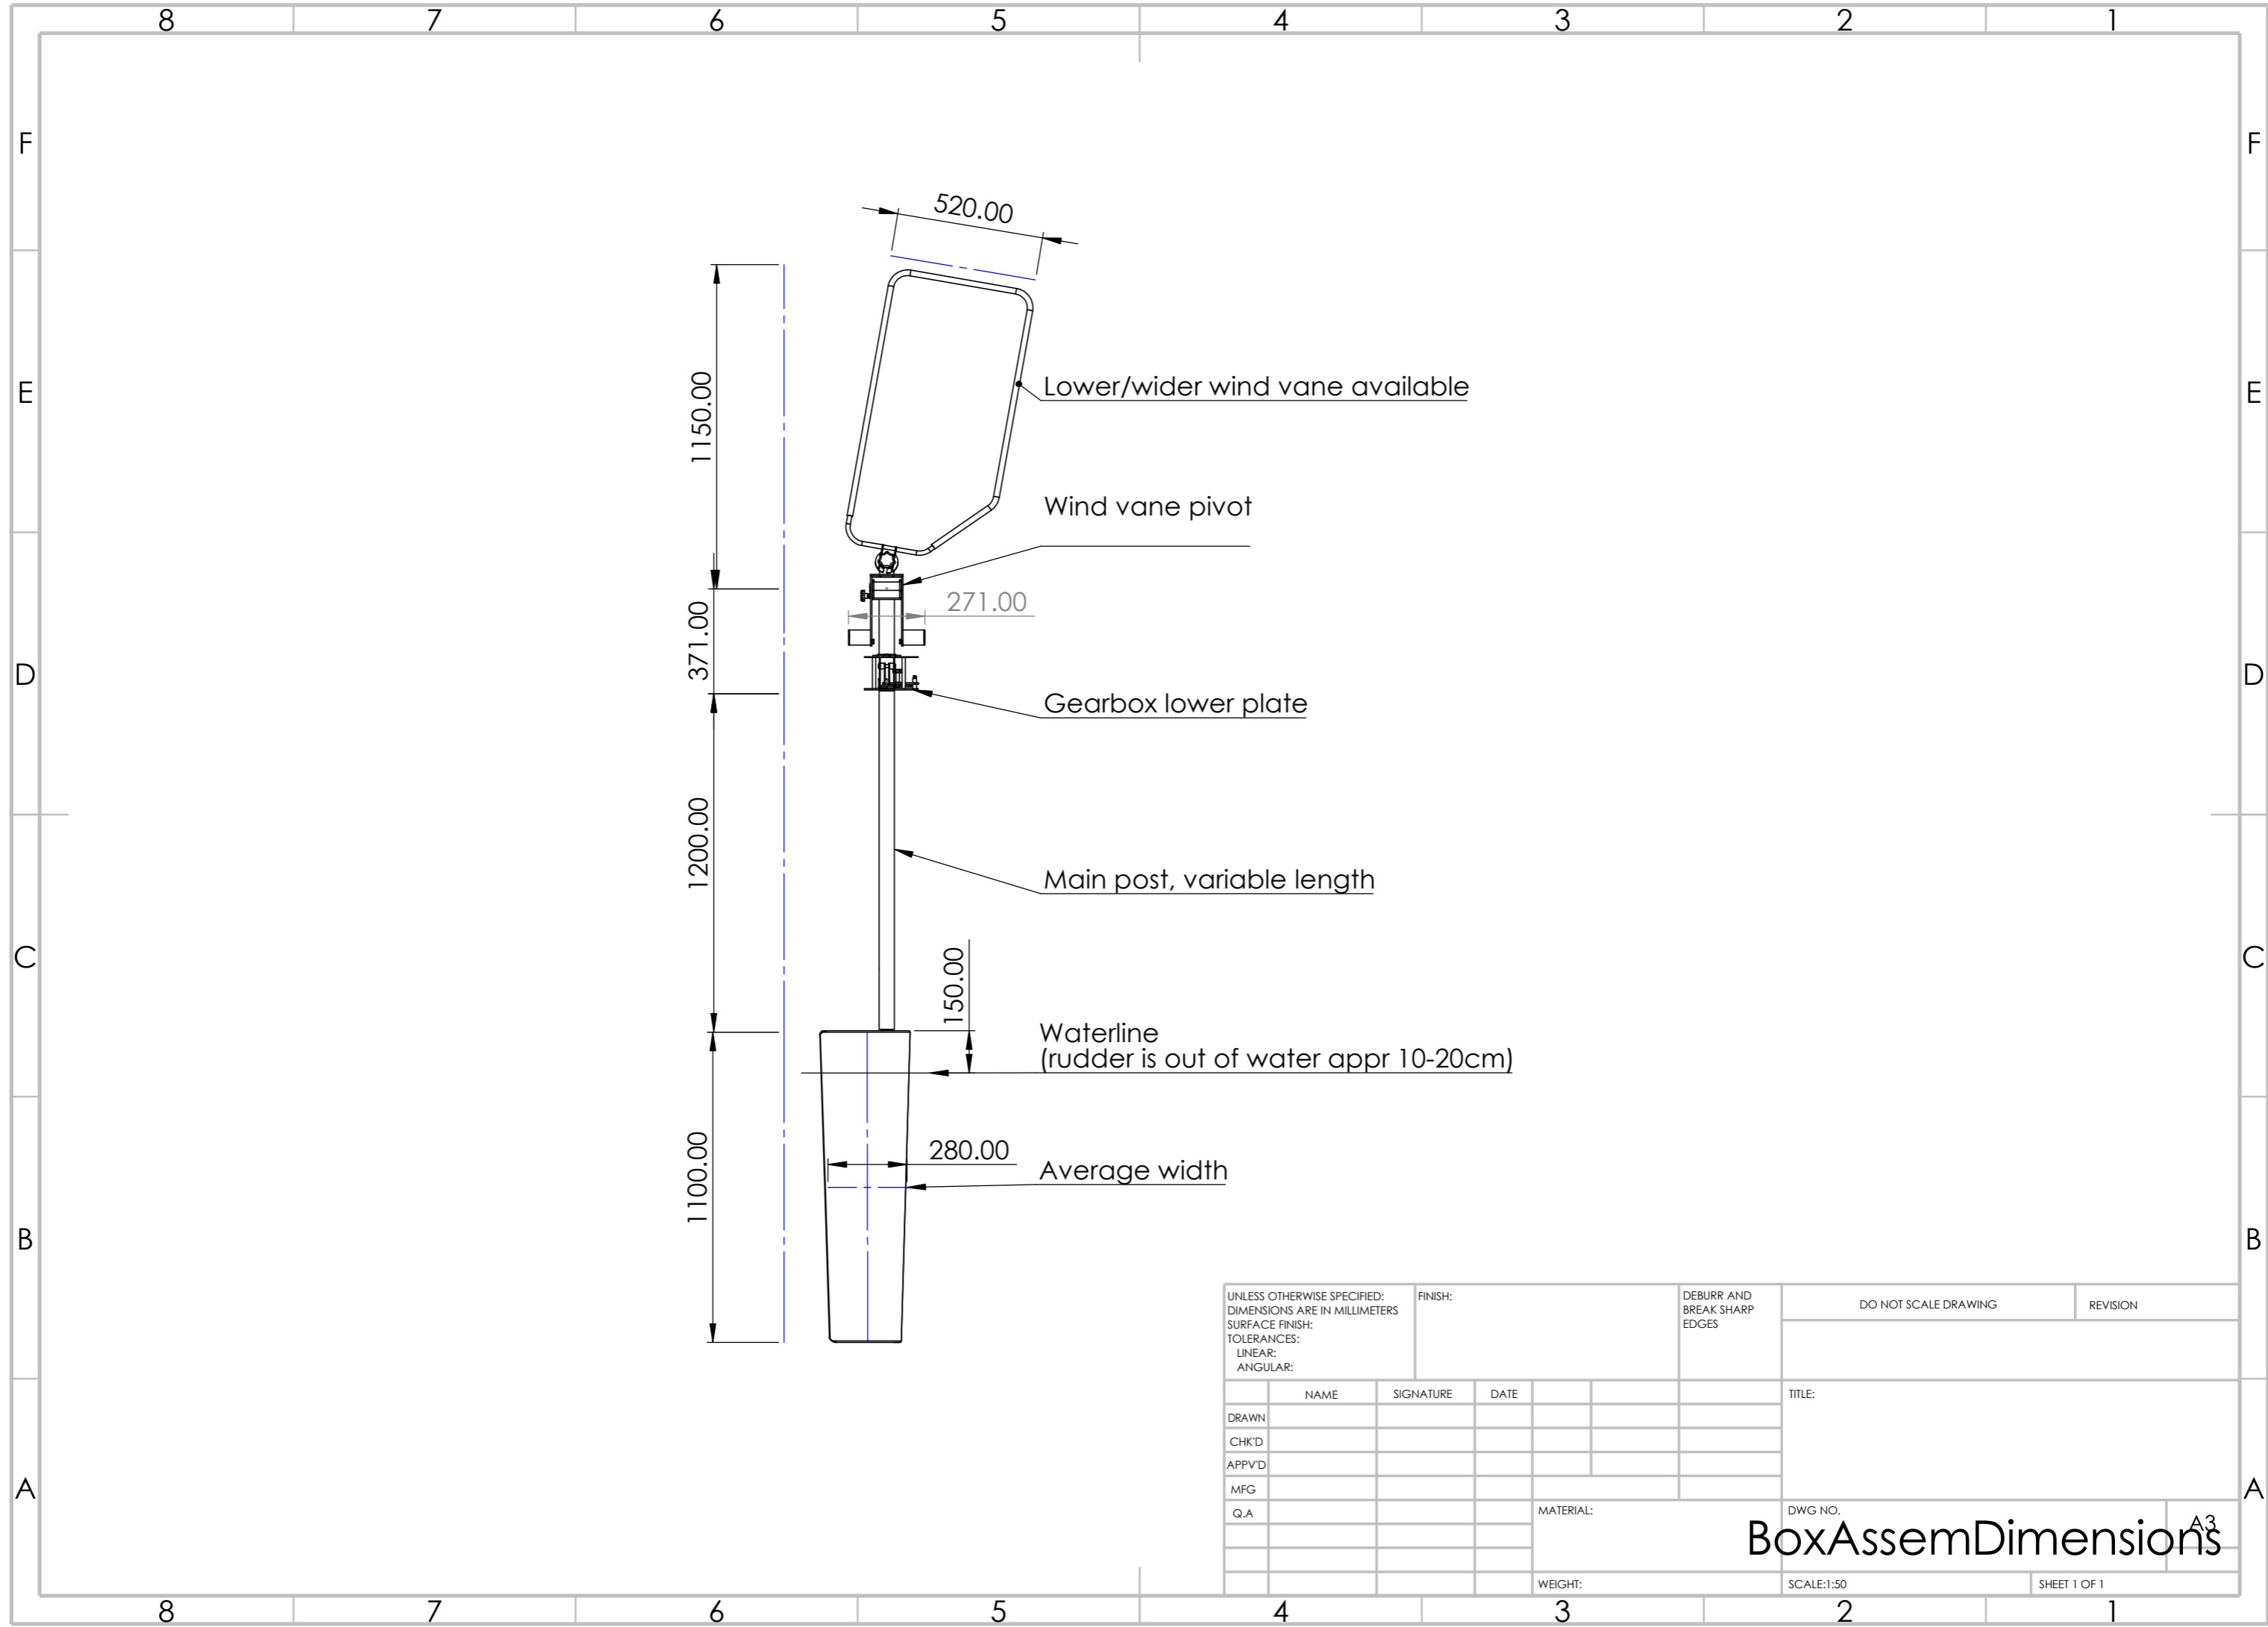 8 7 6 5 4 3 2 1
F F
520.00
E E
1150.00
Lower/wider wind vane available
Wind vane pivot
271.00
371.00
D D
Gearbox lower plate
1200.00
Main post, variable length
150.00
C C
Waterline
(rudder is out of water appr 10-20cm)
280.00
Average width
1100.00
B B
UNLESS OTHERWISE SPECIFIED:
DIMENSIONS ARE IN MILLIMETERS
SURFACE FINISH:
TOLERANCES:
LINEAR:
ANGULAR:
FINISH:
DEBURR AND
BREAK SHARP
EDGES
DO NOT SCALE DRAWING
REVISION
NAME SIGNATURE DATE
TITLE:
DRAWN
CHK'D
APPV'D
MFG
Q.A
A A
MATERIAL:
DWG NO.
BoxAssemDimensions
A3
WEIGHT:
SCALE:1:50
SHEET 1 OF 1
8 7 6 5 4 3 2 1